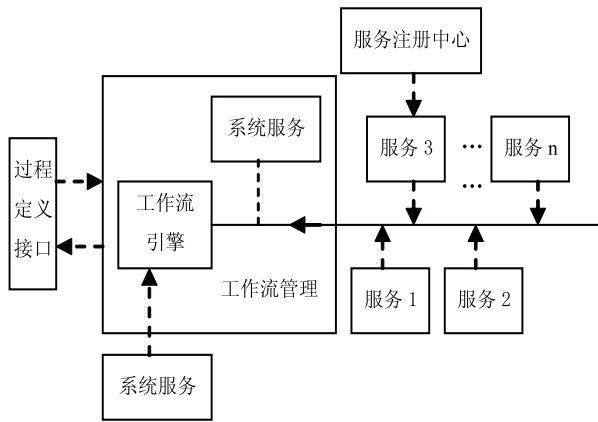 服务注册中心
系统服务
服务 3
…
服务 n
…
过程
定义
接口
工作流
引擎
工作流管理
服务 1
服务 2
系统服务